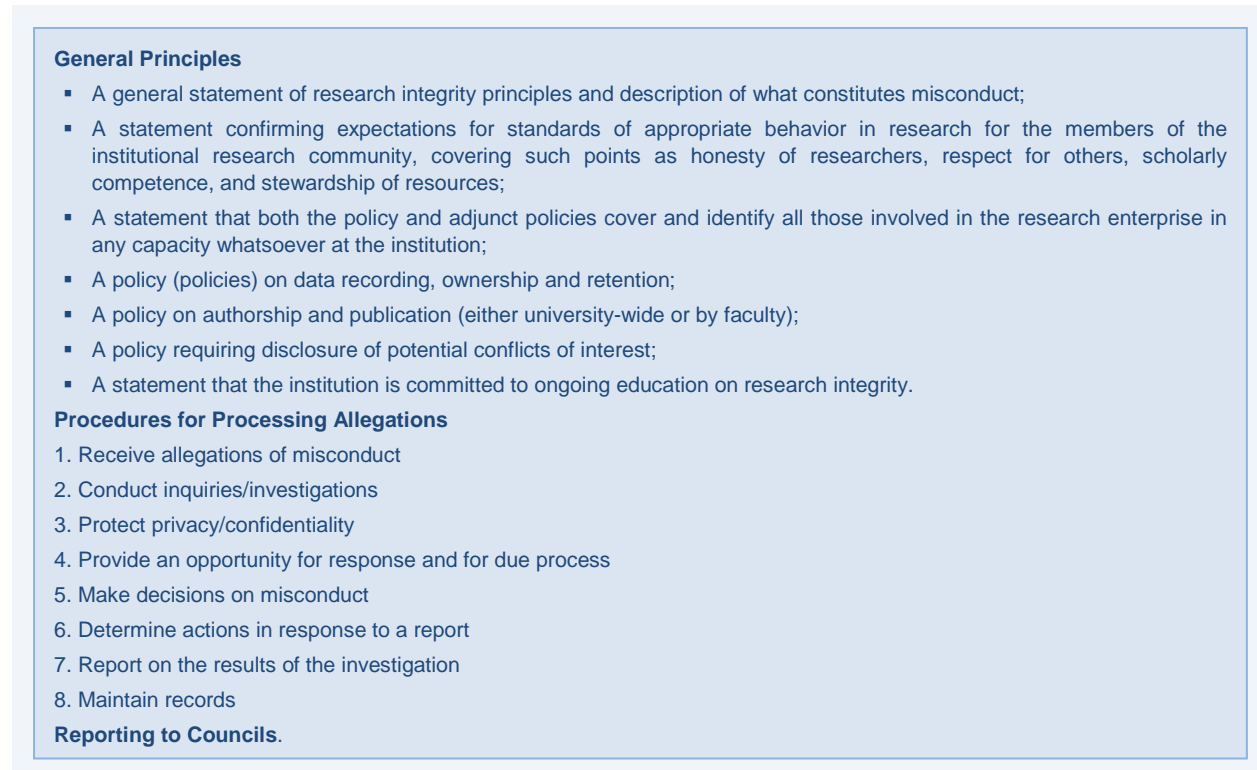 General Principles
▪ A general statement of research integrity principles and description of what constitutes misconduct;
▪ A statement confirming expectations for standards of appropriate behavior in research for the members of the
institutional research community, covering such points as honesty of researchers, respect for others, scholarly
competence, and stewardship of resources;
▪ A statement that both the policy and adjunct policies cover and identify all those involved in the research enterprise in
any capacity whatsoever at the institution;
▪ A policy (policies) on data recording, ownership and retention;
▪ A policy on authorship and publication (either university-wide or by faculty);
▪ A policy requiring disclosure of potential conflicts of interest;
▪ A statement that the institution is committed to ongoing education on research integrity.
Procedures for Processing Allegations
1. Receive allegations of misconduct
2. Conduct inquiries/investigations
3. Protect privacy/confidentiality
4. Provide an opportunity for response and for due process
5. Make decisions on misconduct
6. Determine actions in response to a report
7. Report on the results of the investigation
8. Maintain records
Reporting to Councils.